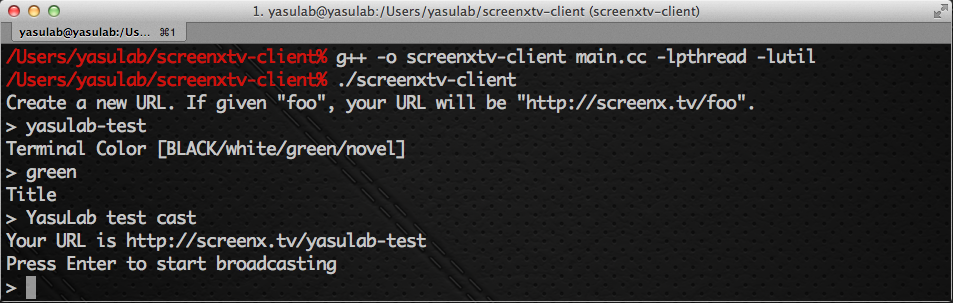 1. yasulab@yasulab:/Users/yasulab/screenxtv-client (screenxtv-client)
yasulab@yasulab:/Us... ⌘1
/Users/yasulab/screenxtv-client% g++ -o screenxtv-client main.cc -lpthread -lutil
/Users/yasulab/screenxtv-client% ./screenxtv-client
Create a new URL. If given "foo", your URL will be "http://screenx.tv/foo".
> yasulab-test
Terminal Color [BLACK/white/green/novel]
> green
Title
> YasuLab test cast
Your URL is http://screenx.tv/yasulab-test
Press Enter to start broadcasting
>